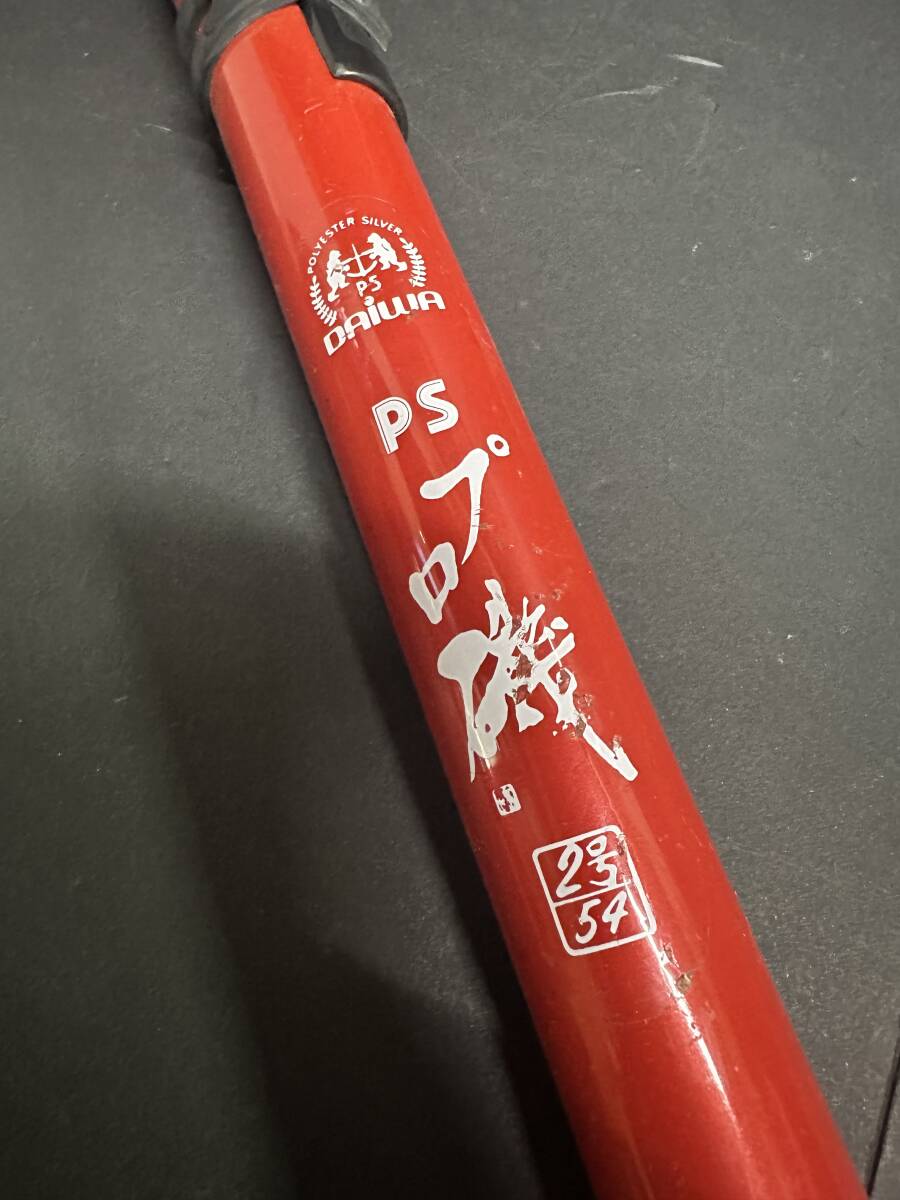 POLYESTER SILVER
PS
DAIWA
PS
プロ
磯
2号
54